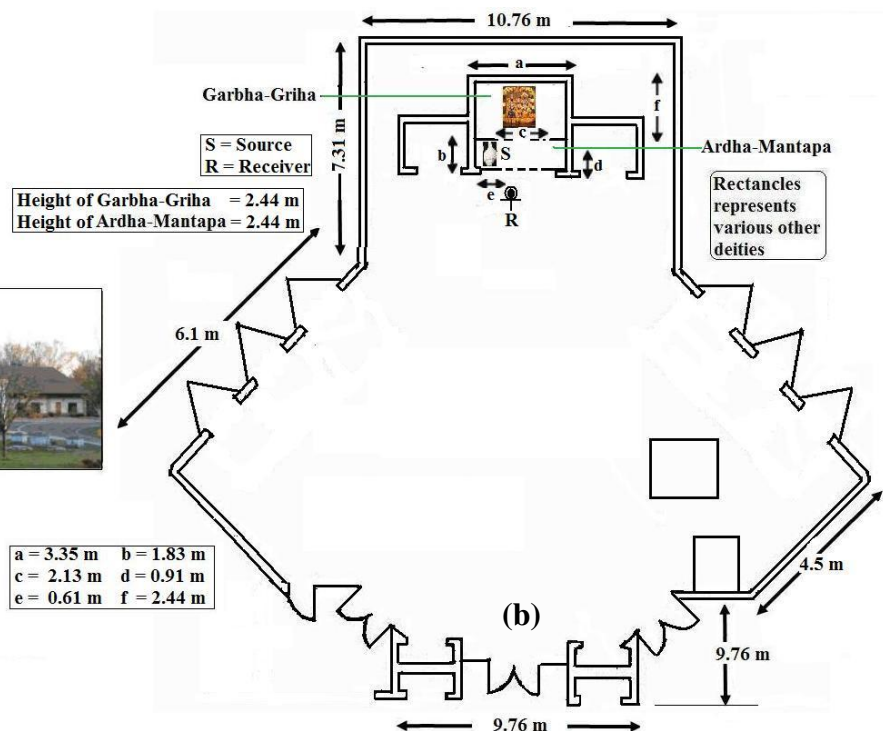 10.76 m
a
Garbha-Griha
f
c
S = Source
R = Receiver
7.31 m
b
S
d
Ardha-Mantapa
e
R
Height of Garbha-Griha = 2.44 m
Height of Ardha-Mantapa = 2.44 m
Rectancles
represents
various other
deities
6.1 m
a = 3.35 m b = 1.83 m
c = 2.13 m d = 0.91 m
e = 0.61 m f = 2.44 m
4.5 m
(b)
9.76 m
9.76 m